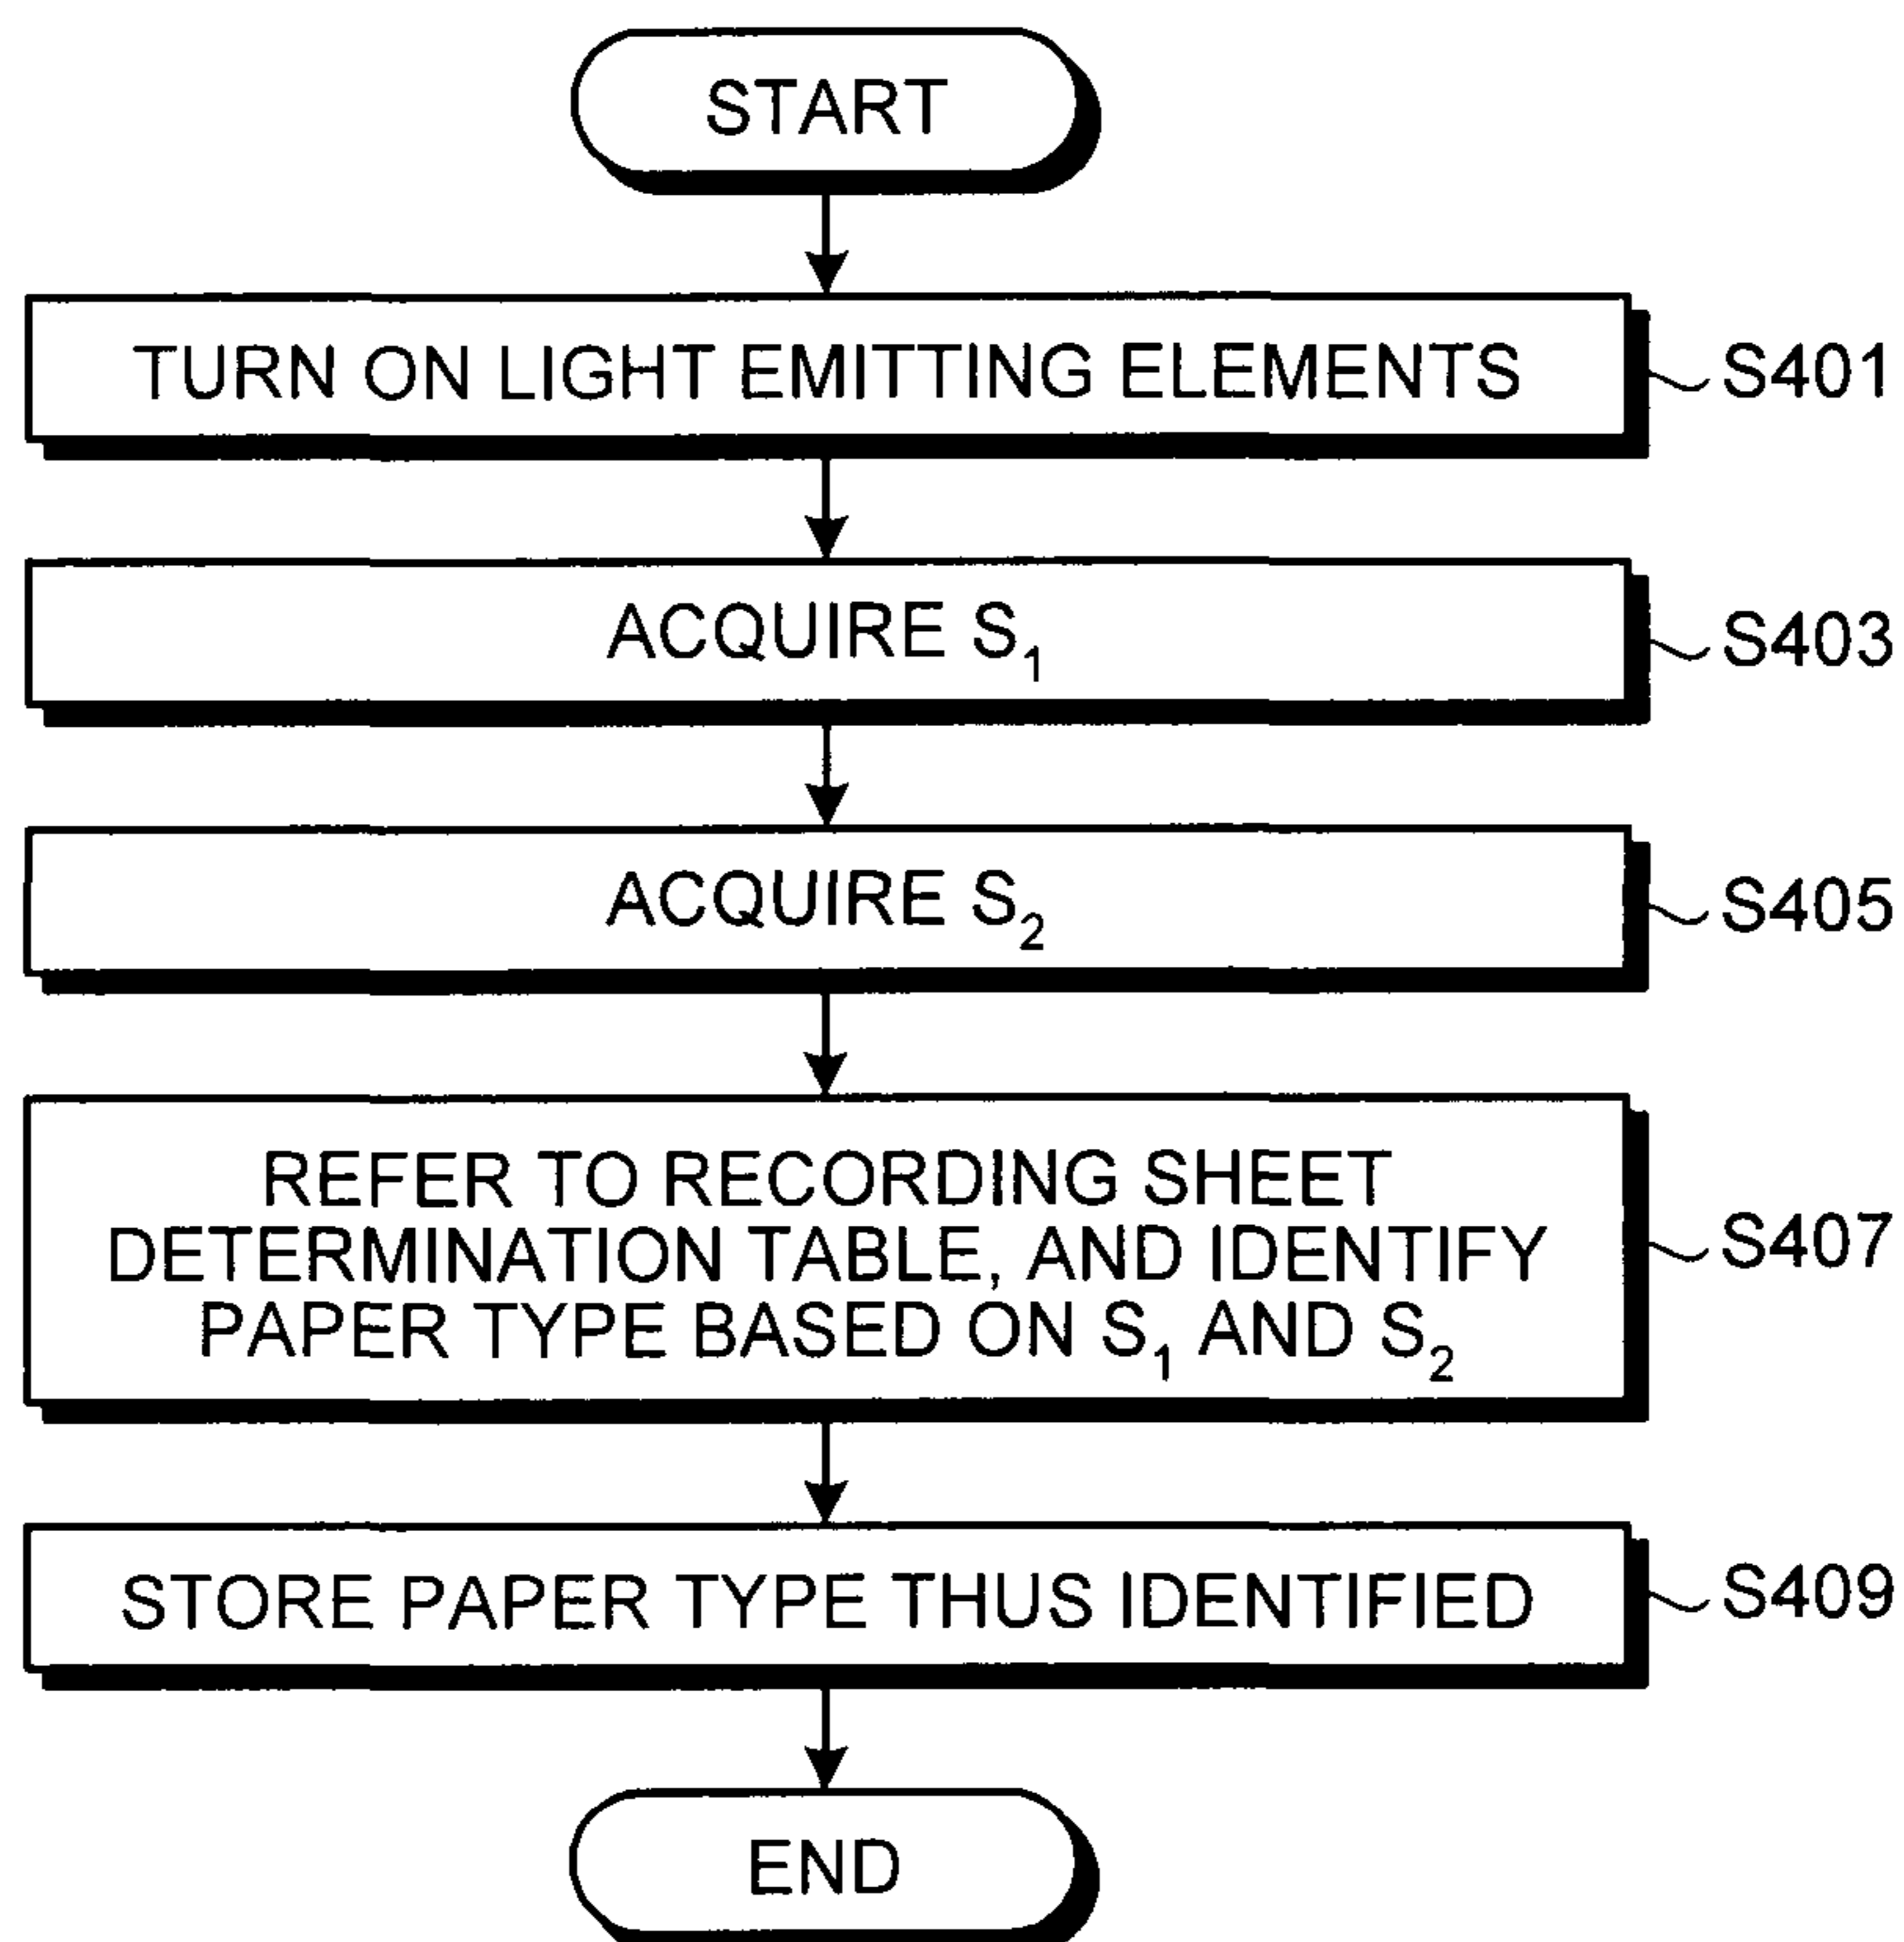 START
TURN ON LIGHT EMITTING ELEMENTS
S401
ACQUIRE S₁
S403
ACQUIRE S₂
S405
REFER TO RECORDING SHEET
DETERMINATION TABLE, AND IDENTIFY
PAPER TYPE BASED ON S₁ AND S₂
S407
STORE PAPER TYPE THUS IDENTIFIED
S409
END